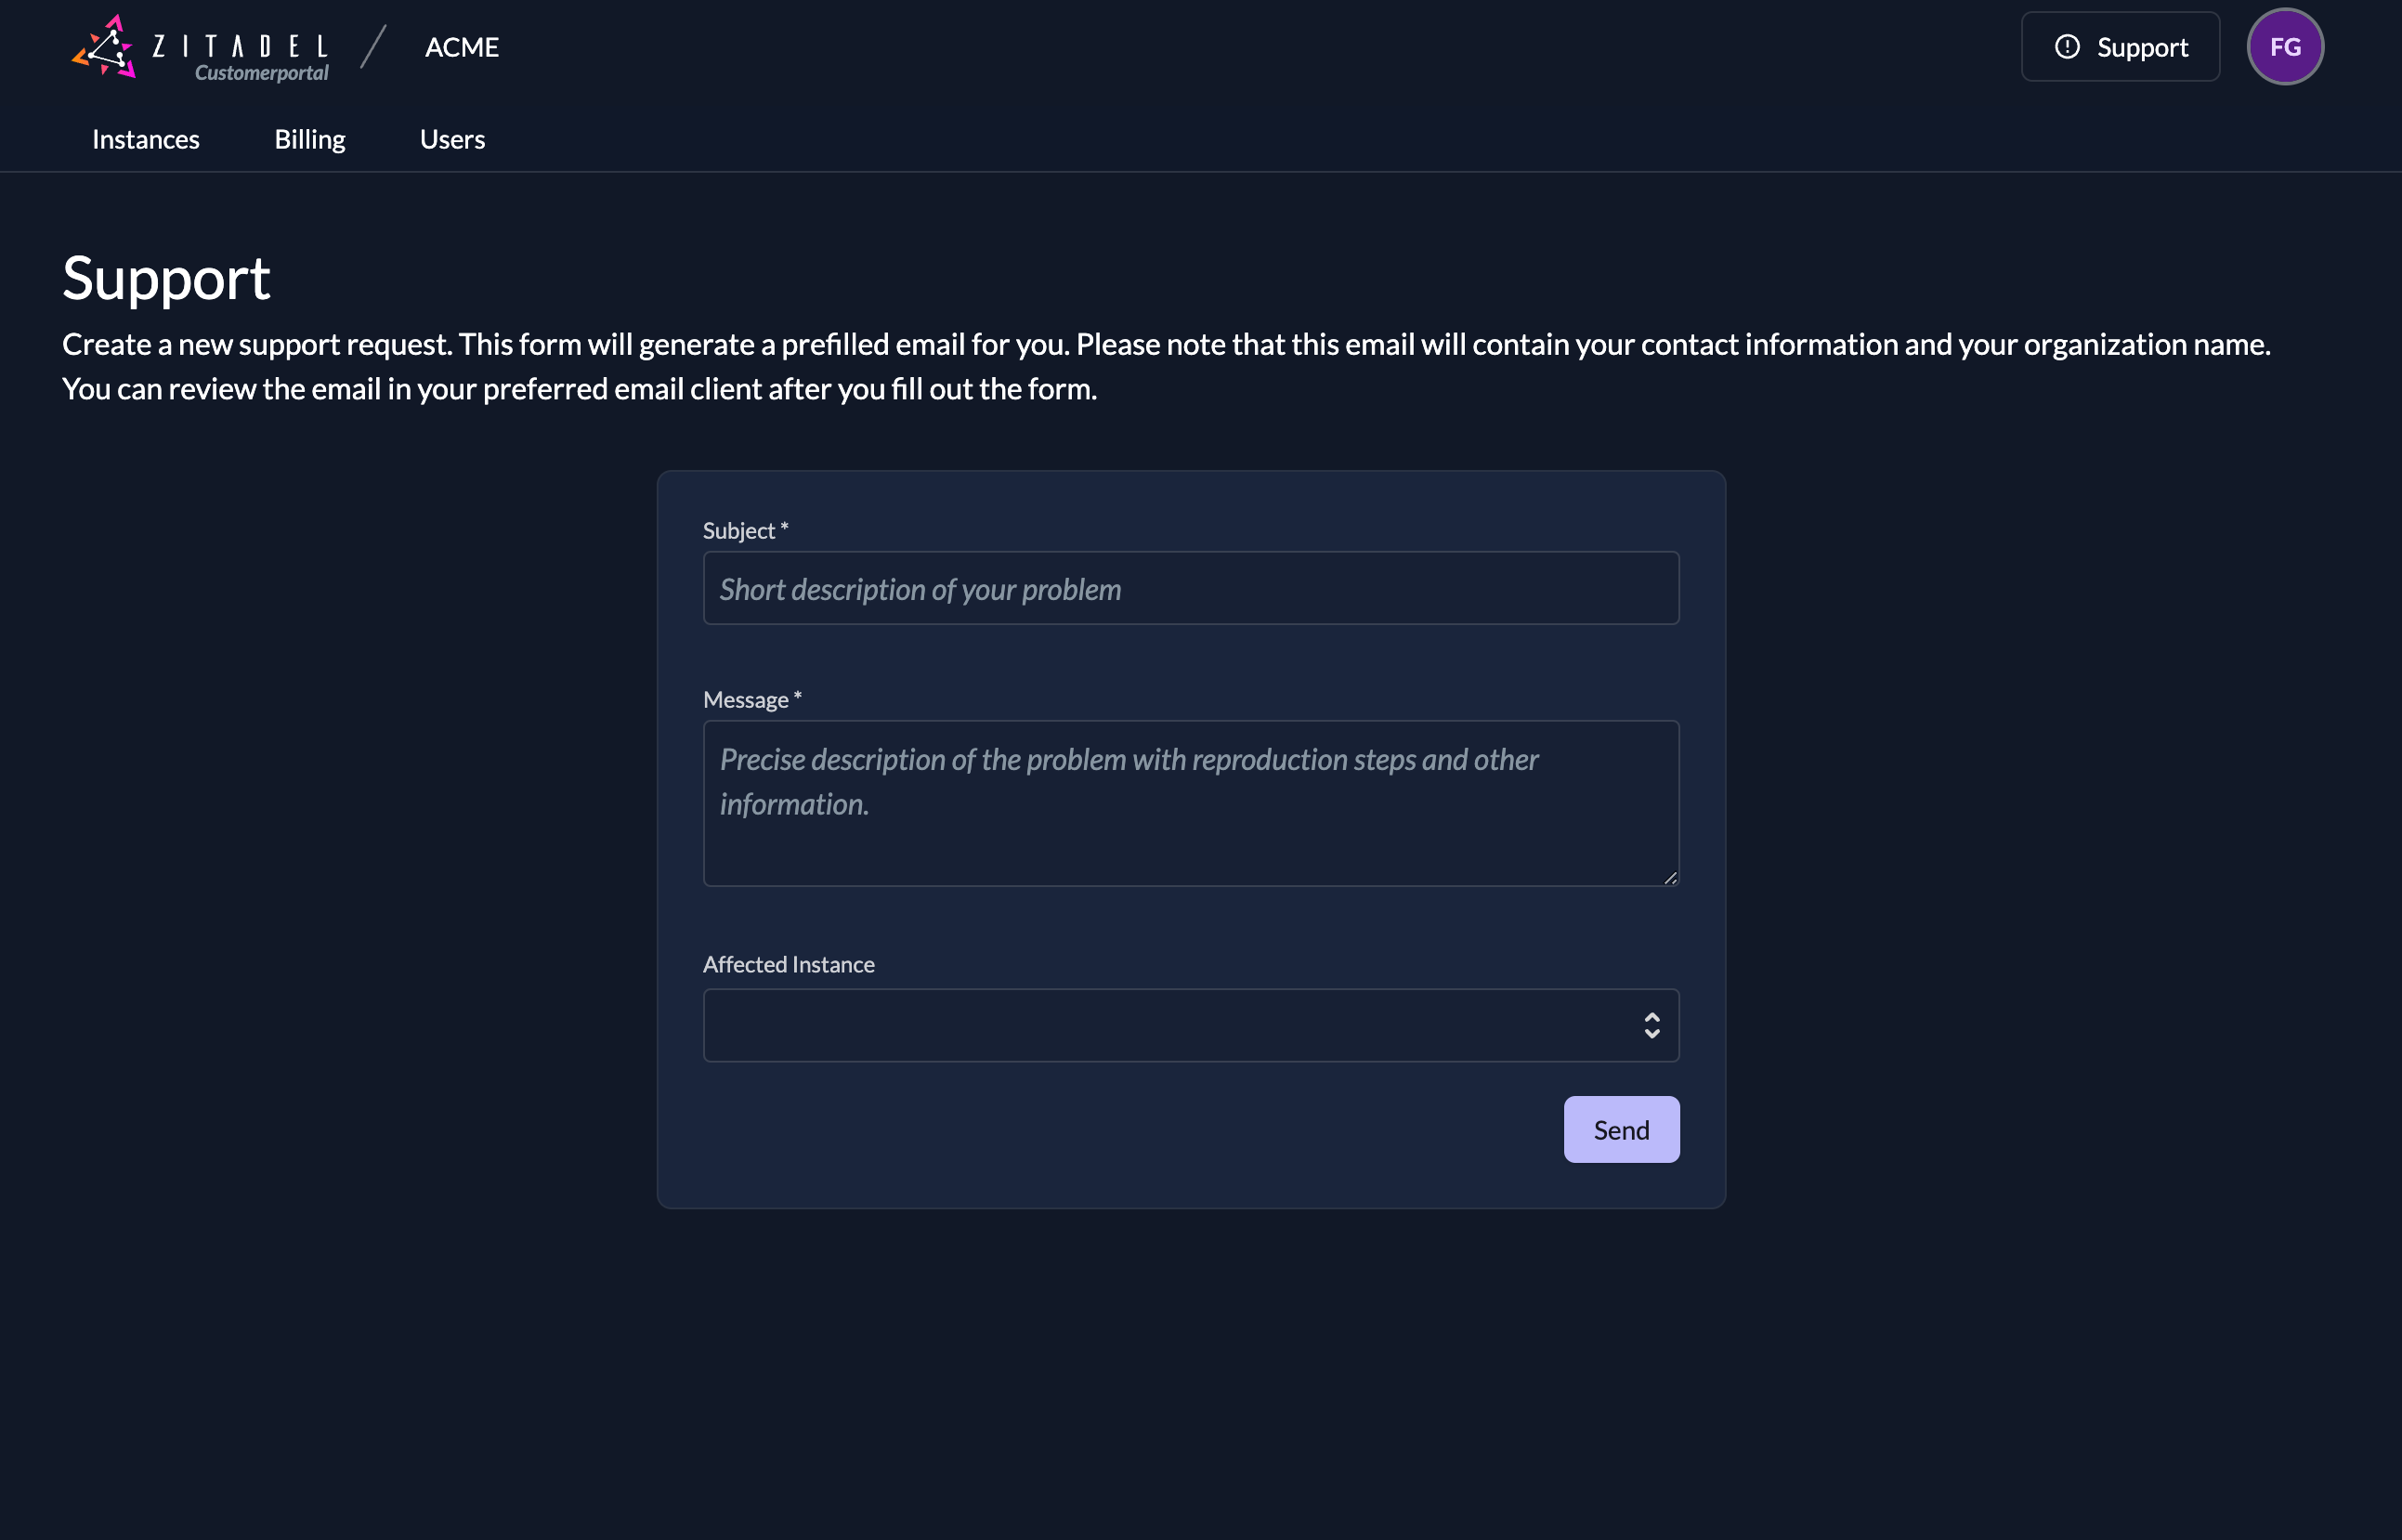 ZITADEL
Customerportal
ACME
Support
FG
Instances
Billing
Users
Support
Create a new support request. This form will generate a prefilled email for you. Please note that this email will contain your contact information and your organization name.
You can review the email in your preferred email client after you fill out the form.
Subject *
Short description of your problem
Message *
Precise description of the problem with reproduction steps and other
information.
Affected Instance
Send